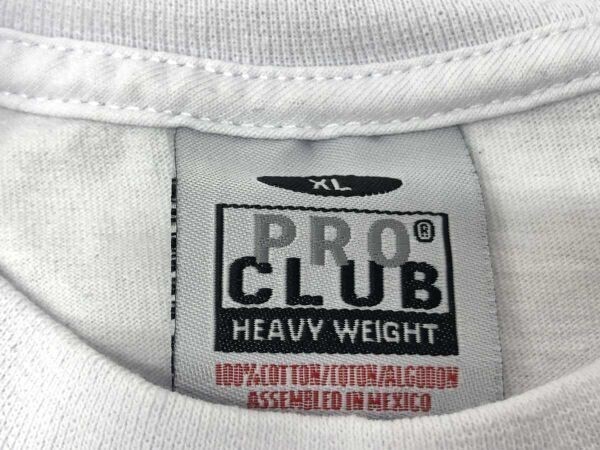 XL
PRO®
CLUB
HEAVY WEIGHT
100%COTTON/COTON/ALGODON
ASSEMBLED IN MEXICO